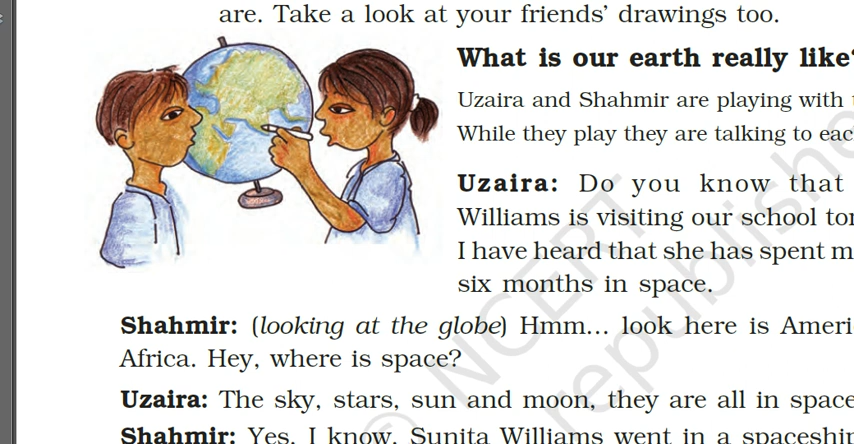 are. Take a look at your friends’ drawings too.
What is our earth really like?
Uzaira and Shahmir are playing with
While they play they are talking to
Uzaira: Do you know that
Williams is visiting our school
I have heard that she has spent
six months in space.
Shahmir: (looking at the globe) Hmm... look here is
Africa. Hey, where is space?
Uzaira: The sky, stars, sun and moon, they are all in space
Shahmir: Yes, I know. Sunita Williams went in a
© NCERT
republished